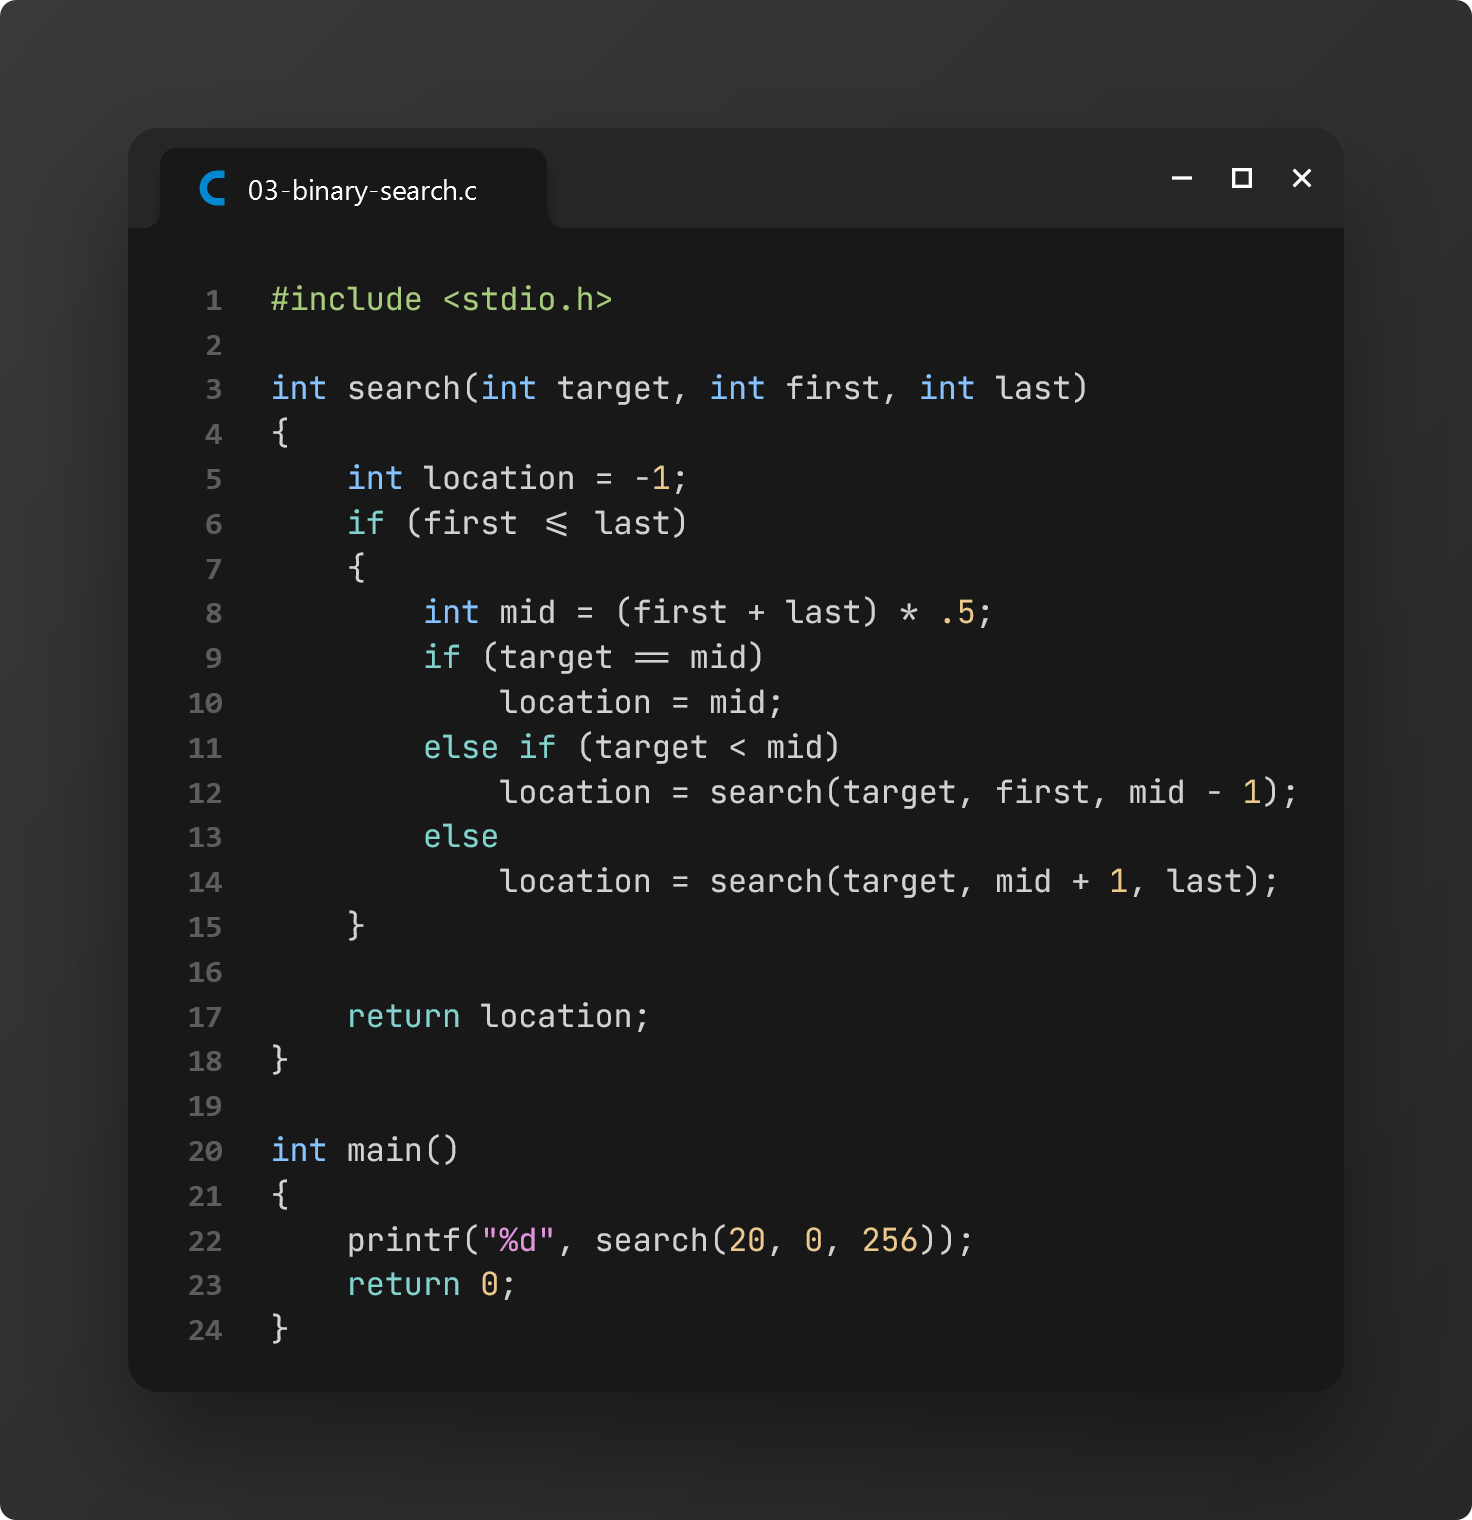 03-binary-search.c
1 #include <stdio.h>
2
3 int search(int target, int first, int last)
4 {
5     int location = -1;
6     if (first <= last)
7     {
8         int mid = (first + last) * .5;
9         if (target == mid)
10             location = mid;
11         else if (target < mid)
12             location = search(target, first, mid - 1);
13         else
14             location = search(target, mid + 1, last);
15     }
16
17     return location;
18 }
19
20 int main()
21 {
22     printf("%d", search(20, 0, 256));
23     return 0;
24 }